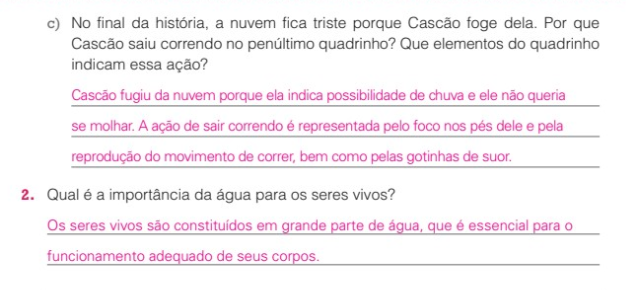 c) No final da história, a nuvem fica triste porque Cascão foge dela. Por que
Cascão saiu correndo no penúltimo quadrinho? Que elementos do quadrinho
indicam essa ação?
Cascão fugiu da nuvem porque ela indica possibilidade de chuva e ele não queria
se molhar. A ação de sair correndo é representada pelo foco nos pés dele e pela
reprodução do movimento de correr, bem como pelas gotinhas de suor.
2. Qual é a importância da água para os seres vivos?
Os seres vivos são constituídos em grande parte de água, que é essencial para o
funcionamento adequado de seus corpos.